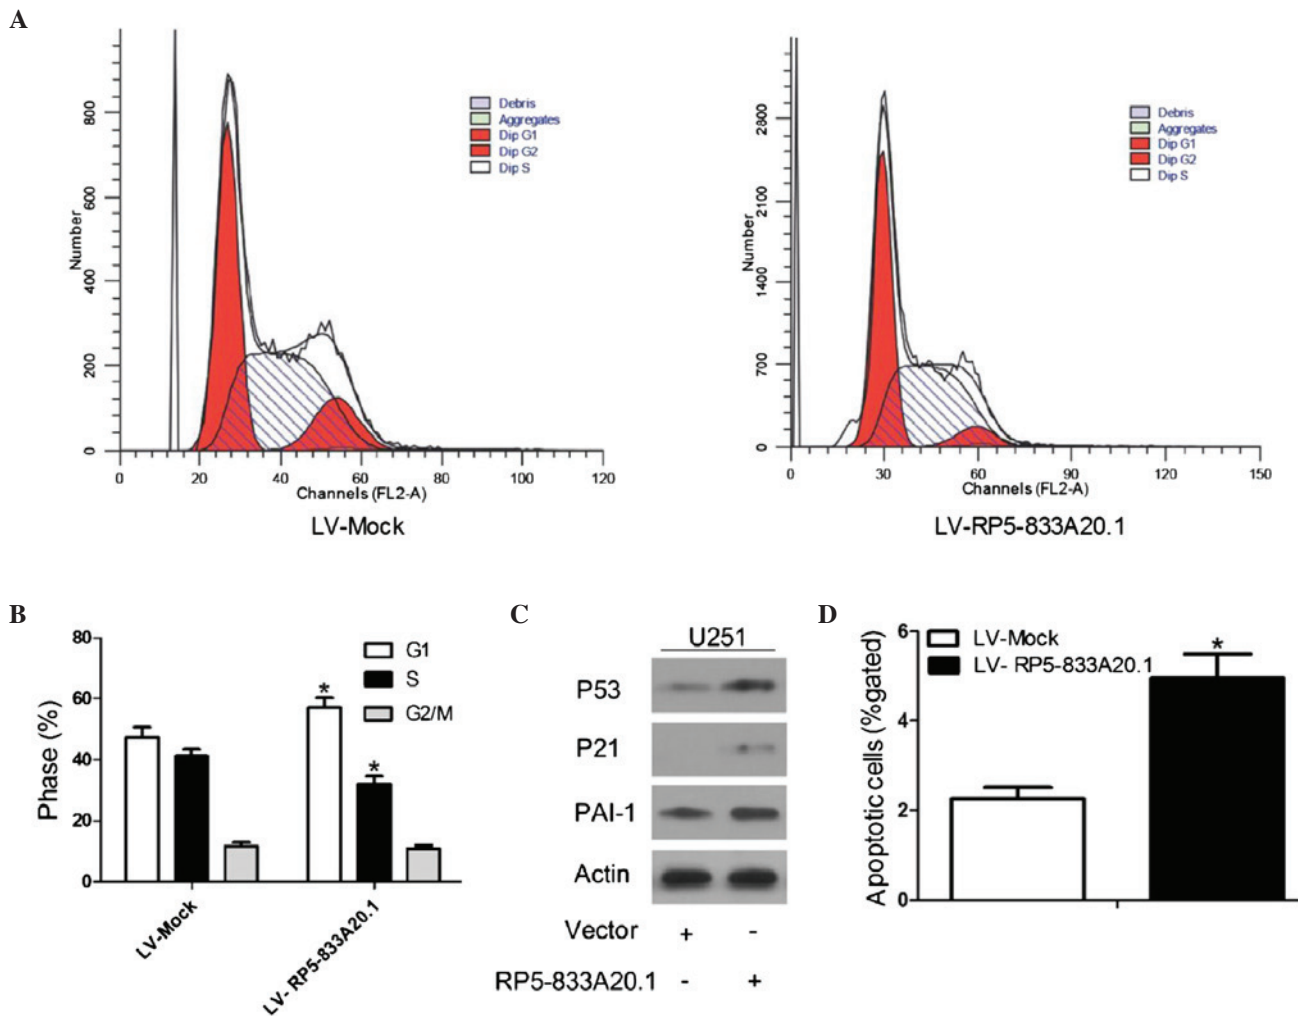 A
800
600
400
200
0
Number
0 20 40 60 80 100 120
Channels (FL2-A)
Debris
Aggregates
Dip G1
Dip G2
Dip S
LV-Mock
2800
2100
1400
700
0
Number
0 30 60 90 120 150
Channels (FL2-A)
Debris
Aggregates
Dip G1
Dip G2
Dip S
LV-RP5-833A20.1
B
Phase (%)
80
60
40
20
0
G1
S
G2/M
*
*
LV-Mock
LV- RP5-833A20.1
C
U251
P53
P21
PAI-1
Actin
Vector + -
RP5-833A20.1 - +
D
Apoptotic cells (%gated)
6
4
2
0
LV-Mock
LV- RP5-833A20.1
*